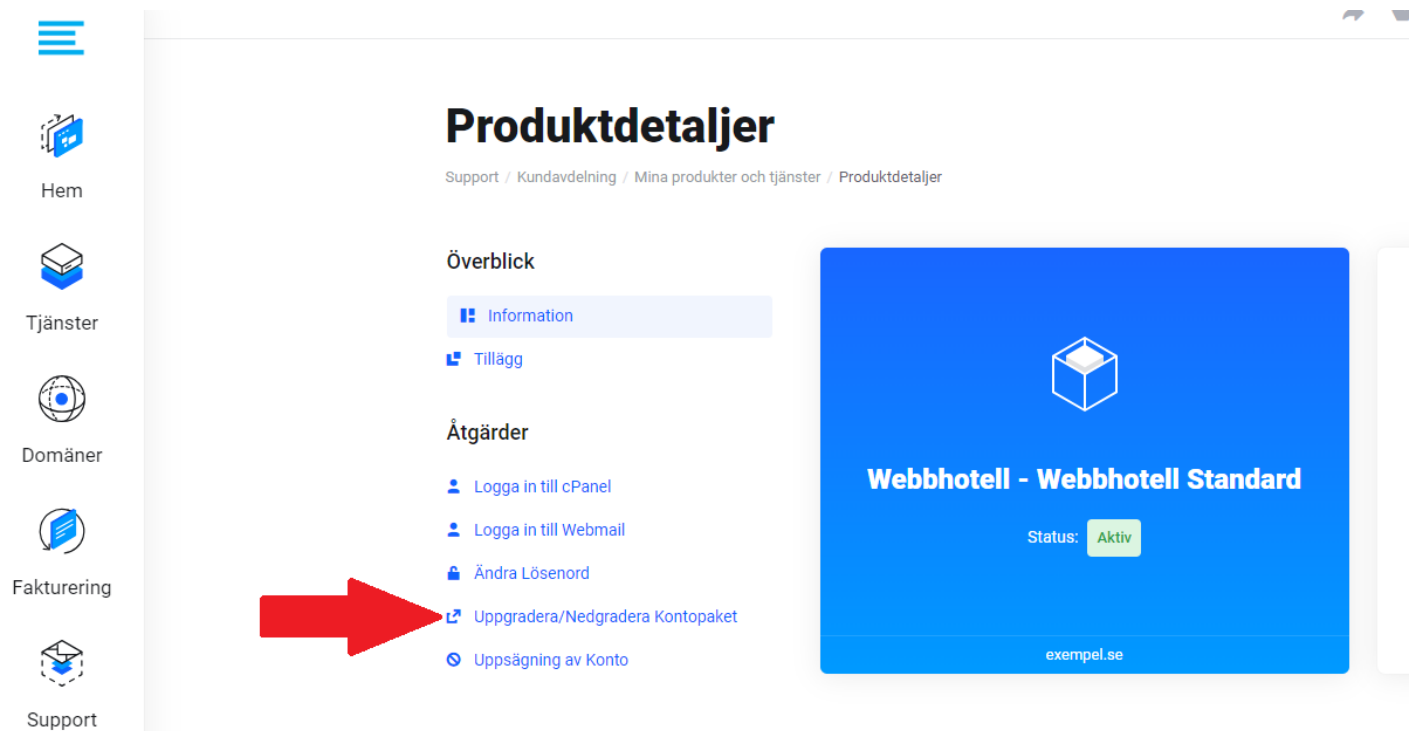 Hem
Tjänster
Domäner
Fakturering
Support
Produktdetaljer
Support / Kundavdelning / Mina produkter och tjänster / Produktdetaljer
Överblick
Information
Tillägg
Åtgärder
Logga in till cPanel
Logga in till Webmail
Ändra Lösenord
Uppgradera/Nedgradera Kontopaket
Uppsägning av Konto
Webbhotell - Webbhotell Standard
Status: Aktiv
exempel.se